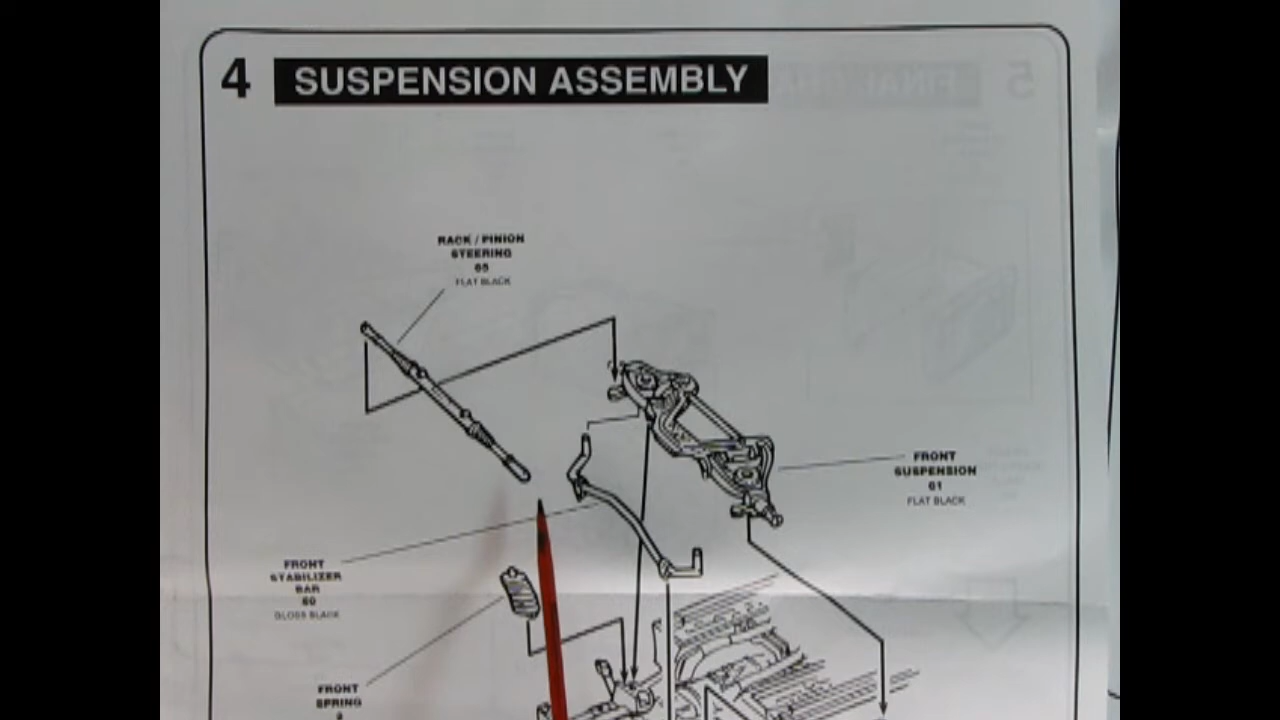 4 SUSPENSION ASSEMBLY
RACK / PINION
STEERING
65
FLAT BLACK
FRONT
SUSPENSION
61
FLAT BLACK
FRONT
STABILIZER
BAR
60
GLOSS BLACK
FRONT
SPRING